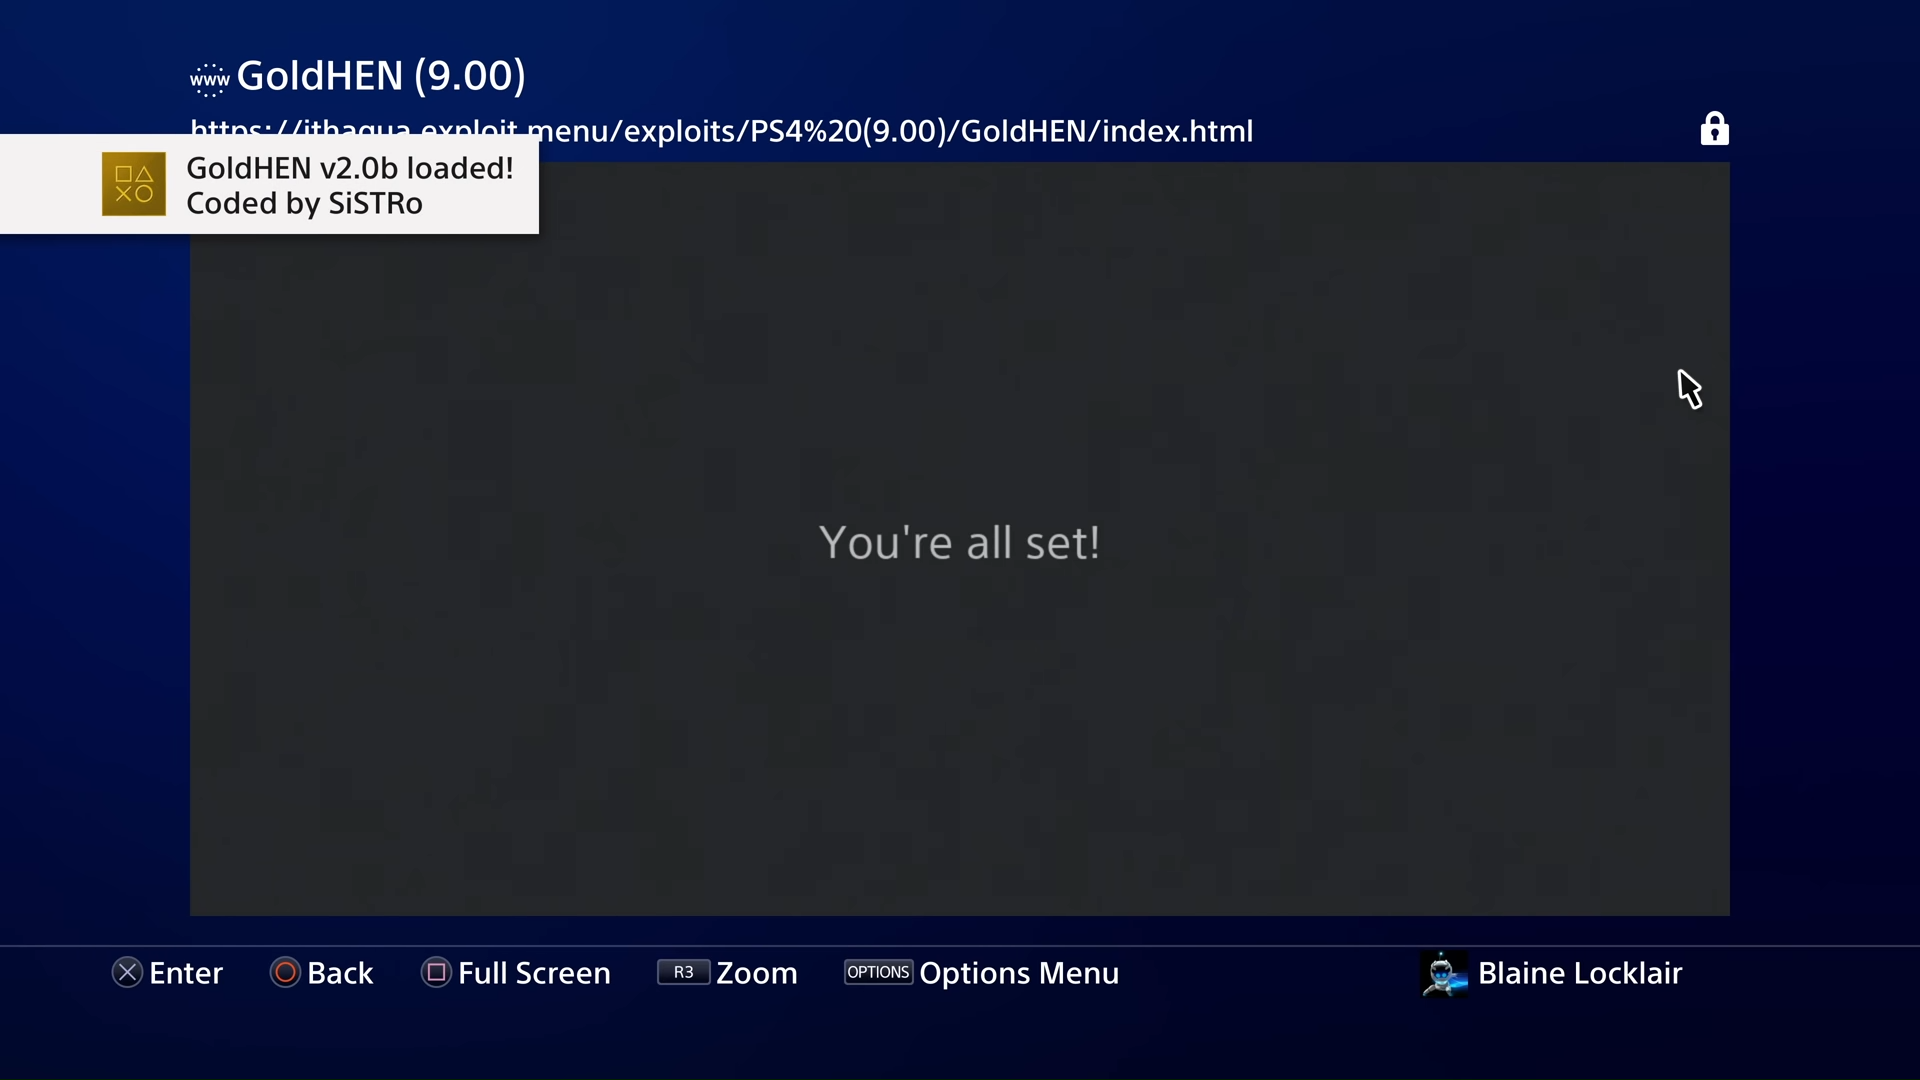 www GoldHEN (9.00)
https://ithaqua.exploit.menu/exploits/PS4%20(9.00)/GoldHEN/index.html
GoldHEN v2.0b loaded!
Coded by SiSTRo
You're all set!
Enter Back Full Screen R3 Zoom OPTIONS Options Menu Blaine Locklair